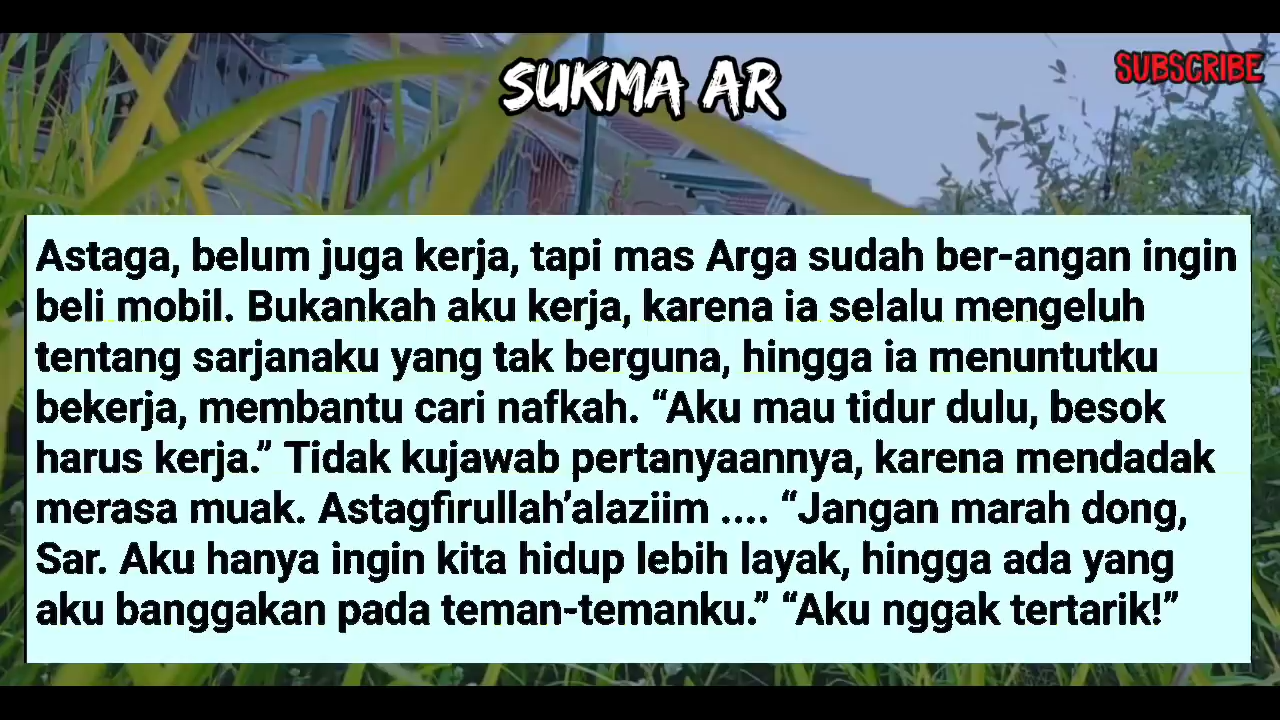 SUKMA AR
SUBSCRIBE
Astaga, belum juga kerja, tapi mas Arga sudah ber-angan ingin
beli mobil. Bukankah aku kerja, karena ia selalu mengeluh
tentang sarjanaku yang tak berguna, hingga ia menuntutku
bekerja, membantu cari nafkah. “Aku mau tidur dulu, besok
harus kerja.” Tidak kujawab pertanyaannya, karena mendadak
merasa muak. Astagfirullah’alaziim .... “Jangan marah dong,
Sar. Aku hanya ingin kita hidup lebih layak, hingga ada yang
aku banggakan pada teman-temanku.” “Aku nggak tertarik!”